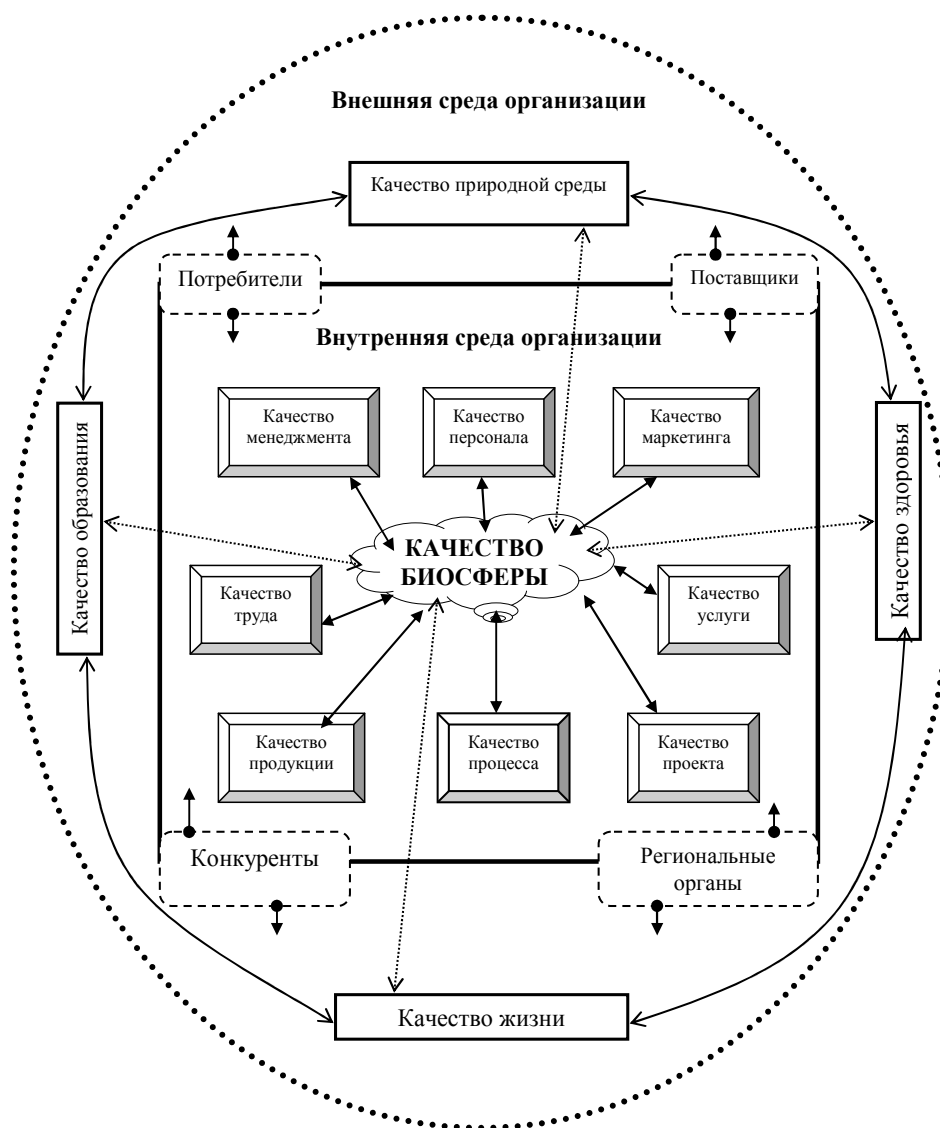 Внешняя среда организации
Качество природной среды
Потребители
Поставщики
Внутренняя среда организации
Качество
менеджмента
Качество
персонала
Качество
маркетинга
Качество образования
Качество здоровья
КАЧЕСТВО
БИОСФЕРЫ
Качество
труда
Качество
услуги
Качество
продукции
Качество
процесса
Качество
проекта
Конкуренты
Региональные
органы
Качество жизни